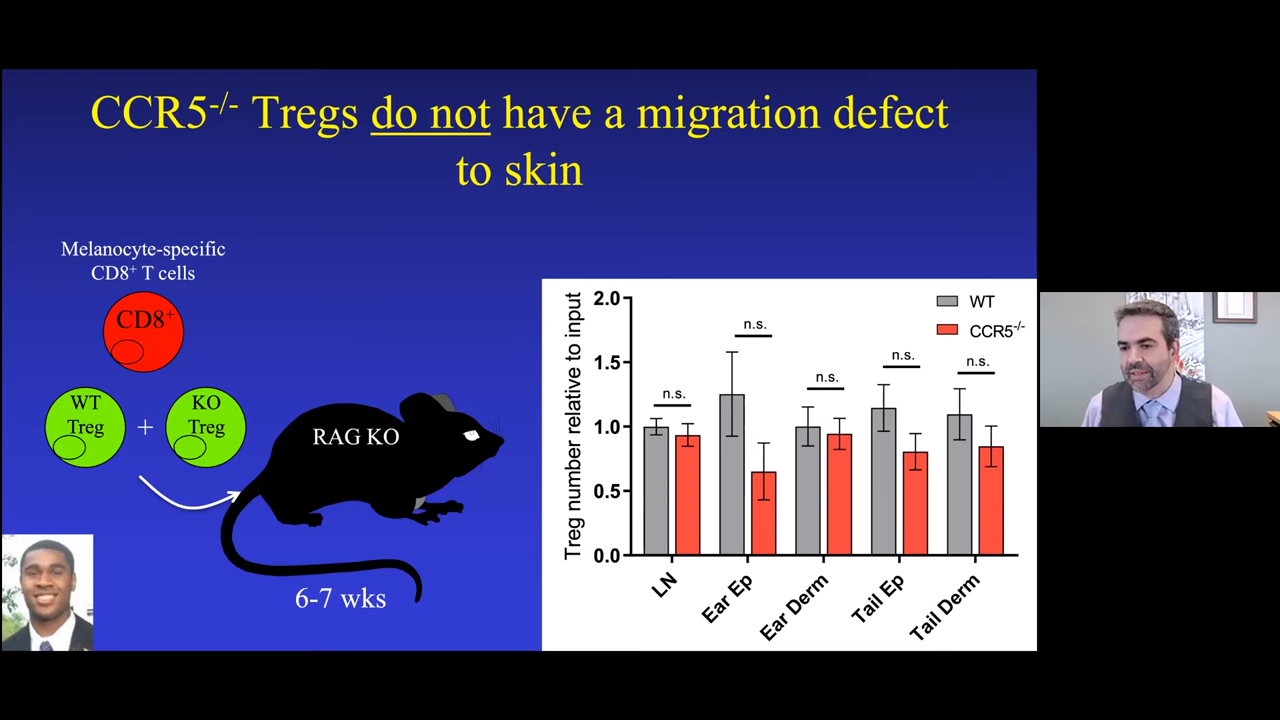 CCR5-/- Tregs do not have a migration defect
to skin
Melanocyte-specific
CD8+ T cells
CD8+
WT
Treg
+
KO
Treg
RAG KO
6-7 wks
Treg number relative to input
2.0
1.5
1.0
0.5
0.0
WT
CCR5-/-
n.s.
n.s.
n.s.
n.s.
n.s.
LN
Ear Ep
Ear Derm
Tail Ep
Tail Derm